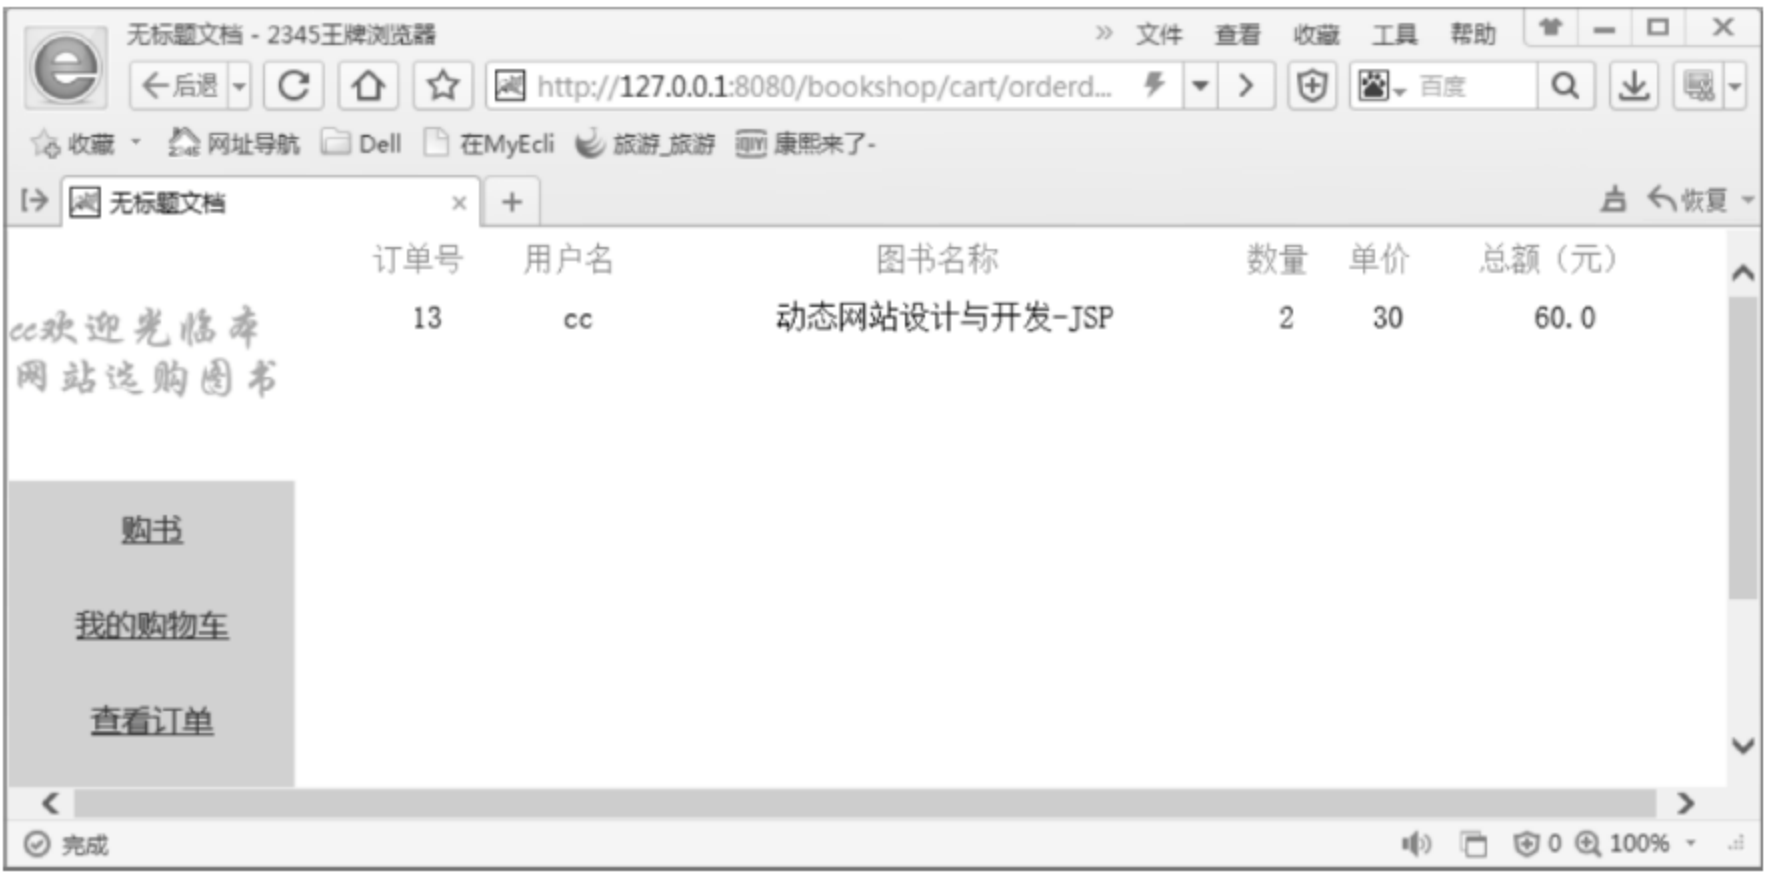 无标题文档 - 2345王牌浏览器 » 文件 查看 收藏 工具 帮助
后退 http://127.0.0.1:8080/bookshop/cart/orderd... 百度
收藏 网址导航 Dell 在MyEcli 旅游_旅游 康熙来了-
无标题文档 × + 恢复
订单号 用户名 图书名称 数量 单价 总额（元）
13 cc 动态网站设计与开发-JSP 2 30 60.0
cc欢迎光临本
网站选购图书
购书
我的购物车
查看订单
完成 0 100%